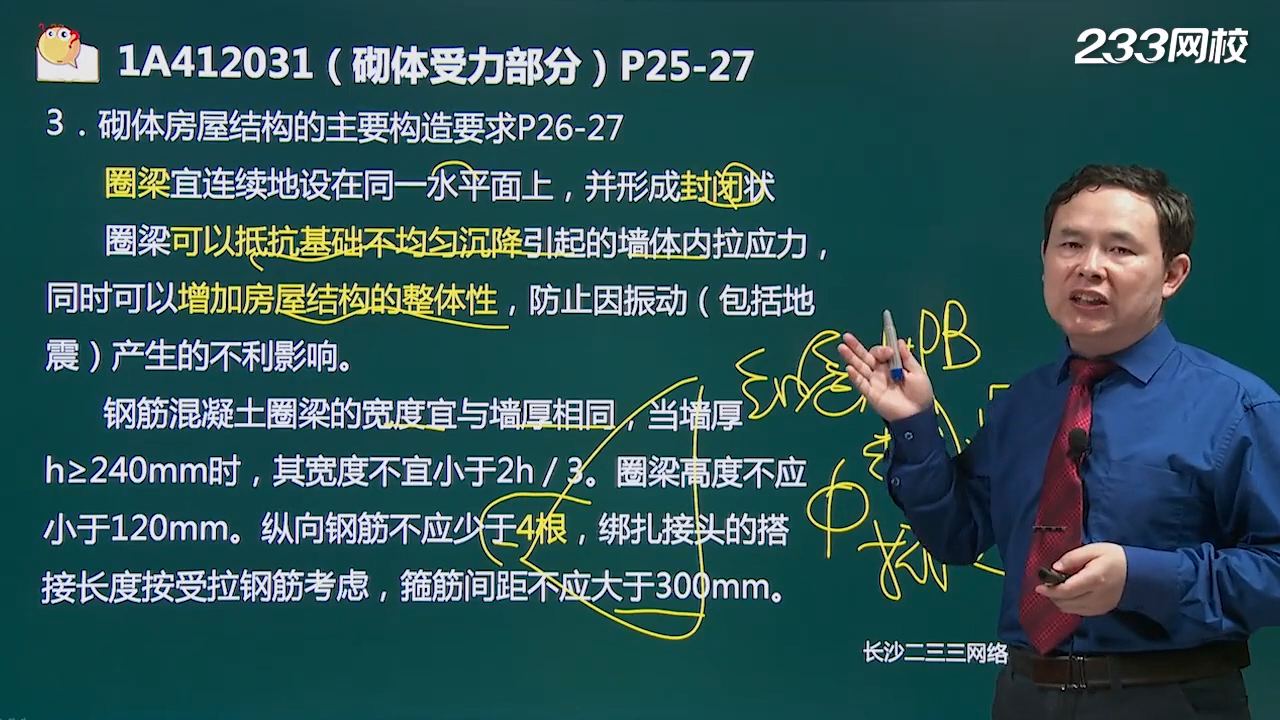 1A412031（砌体受力部分）P25-27
233网校
3．砌体房屋结构的主要构造要求P26-27
圈梁宜连续地设在同一水平面上，并形成封闭状
圈梁可以抵抗基础不均匀沉降引起的墙体内拉应力，
同时可以增加房屋结构的整体性，防止因振动（包括地
震）产生的不利影响。
钢筋混凝土圈梁的宽度宜与墙厚相同，当墙厚
h≥240mm时，其宽度不宜小于2h／3。圈梁高度不应
小于120mm。纵向钢筋不应少于4根，绑扎接头的搭
接长度按受拉钢筋考虑，箍筋间距不应大于300mm。
PB
长沙二三三网络